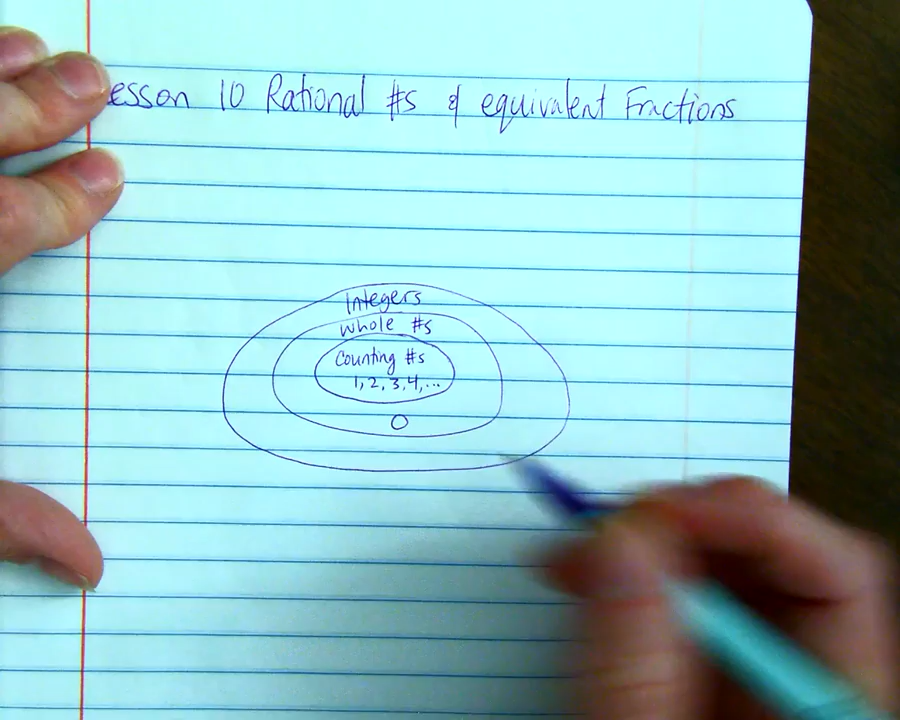 esson 10 Rational #s & equivalent Fractions
Integers
whole #s
Counting #s
1, 2, 3, 4, ...
0